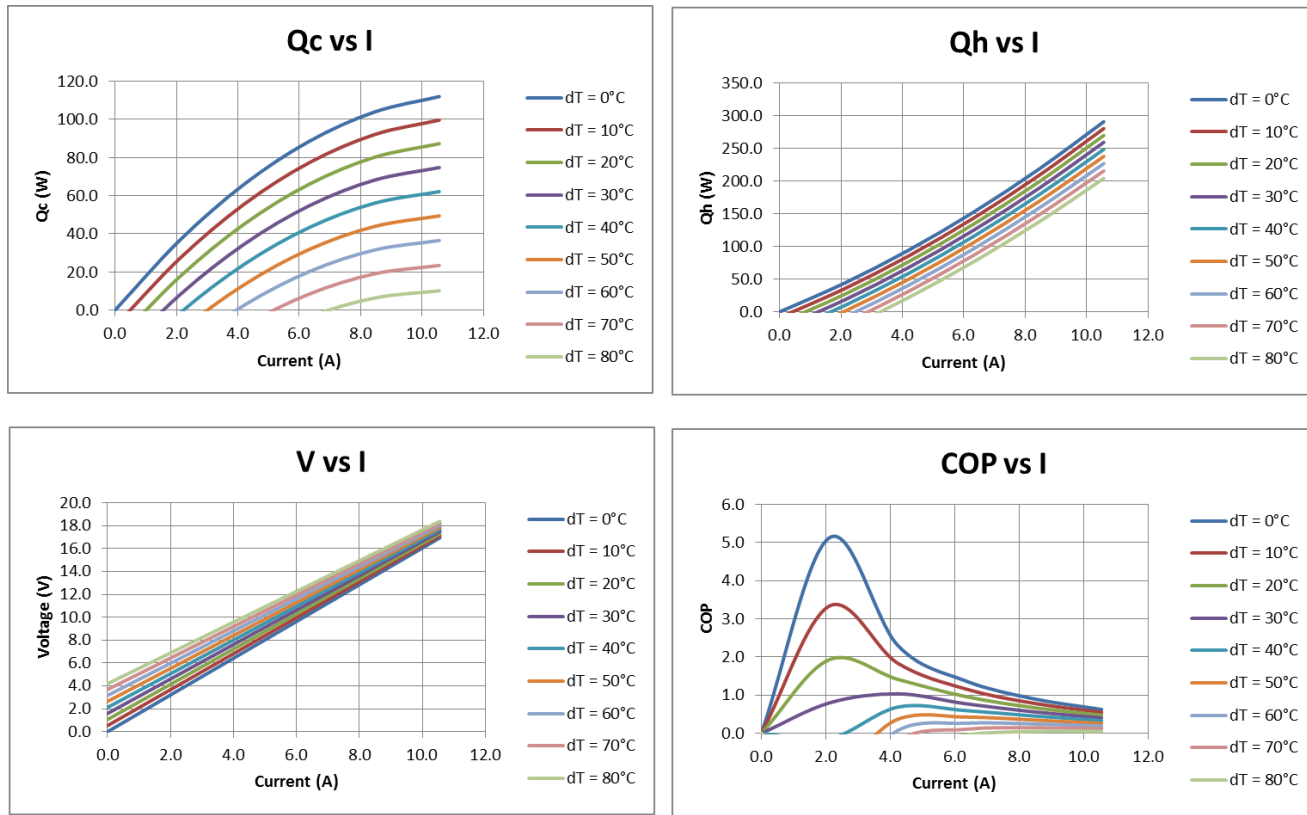 Qc vs I
Qc (W)
120.0
100.0
80.0
60.0
40.0
20.0
0.0
0.0 2.0 4.0 6.0 8.0 10.0 12.0
Current (A)
dT = 0°C
dT = 10°C
dT = 20°C
dT = 30°C
dT = 40°C
dT = 50°C
dT = 60°C
dT = 70°C
dT = 80°C
Qh vs I
Qh (W)
350.0
300.0
250.0
200.0
150.0
100.0
50.0
0.0
0.0 2.0 4.0 6.0 8.0 10.0 12.0
Current (A)
dT = 0°C
dT = 10°C
dT = 20°C
dT = 30°C
dT = 40°C
dT = 50°C
dT = 60°C
dT = 70°C
dT = 80°C
V vs I
Voltage (V)
20.0
18.0
16.0
14.0
12.0
10.0
8.0
6.0
4.0
2.0
0.0
0.0 2.0 4.0 6.0 8.0 10.0 12.0
Current (A)
dT = 0°C
dT = 10°C
dT = 20°C
dT = 30°C
dT = 40°C
dT = 50°C
dT = 60°C
dT = 70°C
dT = 80°C
COP vs I
COP
6.0
5.0
4.0
3.0
2.0
1.0
0.0
0.0 2.0 4.0 6.0 8.0 10.0 12.0
Current (A)
dT = 0°C
dT = 10°C
dT = 20°C
dT = 30°C
dT = 40°C
dT = 50°C
dT = 60°C
dT = 70°C
dT = 80°C